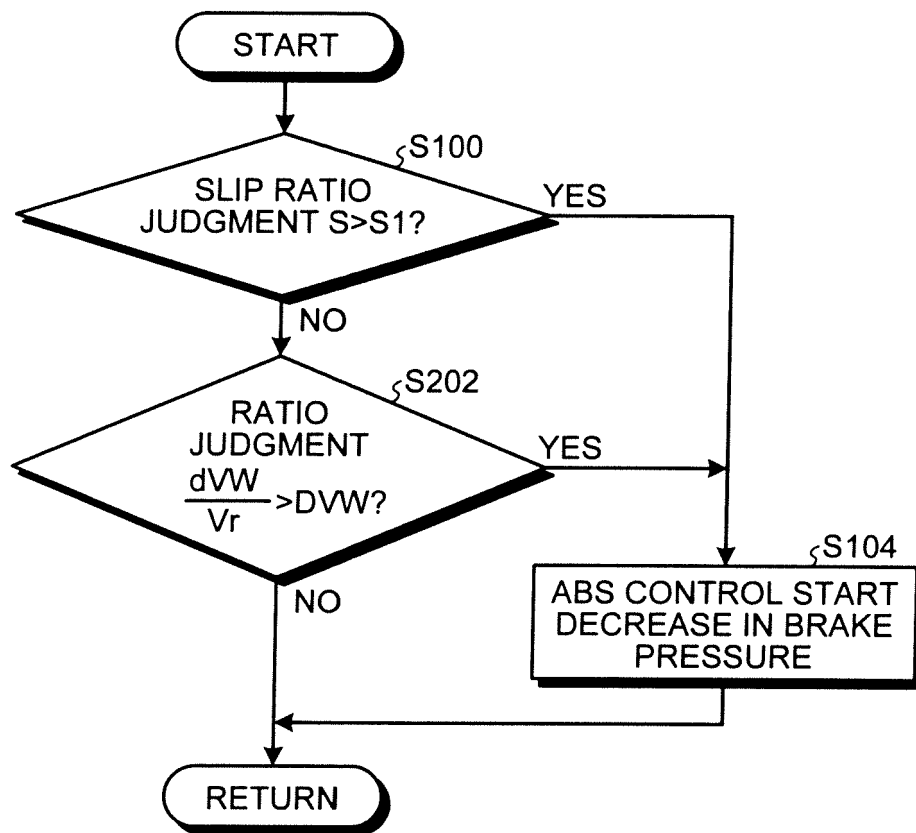 START
S100
SLIP RATIO
JUDGMENT S>S1?
YES
NO
S202
RATIO
JUDGMENT
dVW
Vr
>DVW?
YES
NO
S104
ABS CONTROL START
DECREASE IN BRAKE
PRESSURE
RETURN